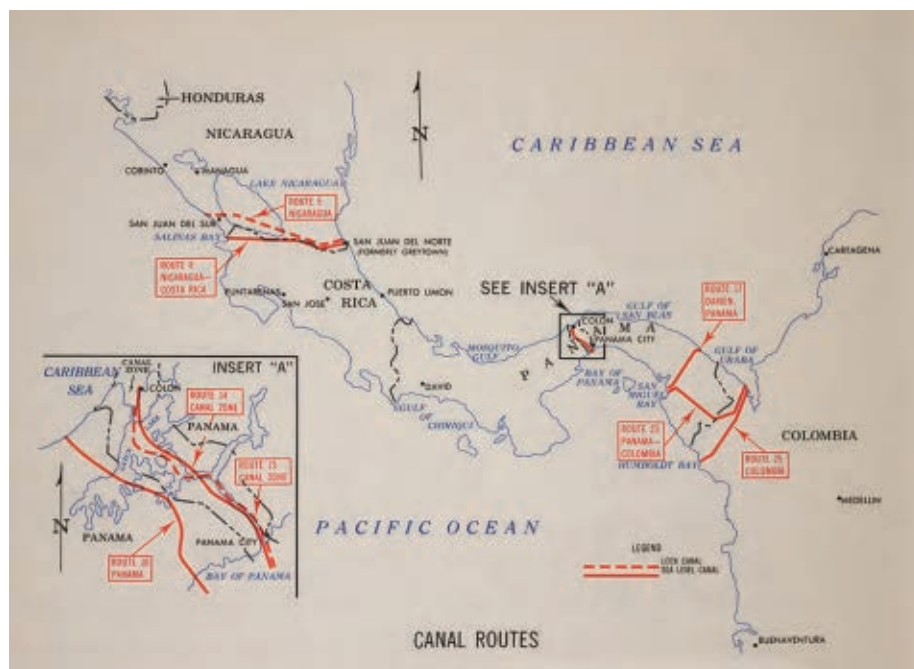 HONDURAS
NICARAGUA
CARIBBEAN SEA
N
CORINTO
MANAGUA
LAKE NICARAGUA
ROUTE 5
NICARAGUA
SAN JUAN DEL SUR
SALINAS BAY
SAN JUAN DEL NORTE
(FORMERLY GREYTOWN)
CARTAGENA
ROUTE 8
NICARAGUA—
COSTA RICA
COSTA
RICA
PUNTARENAS
SAN JOSE
PUERTO LIMON
SEE INSERT "A"
GULF OF
SAN BLAS
ROUTE 17
DARIEN,
PANAMA
COLON
PANAMA
PANAMA CITY
MOSQUITO
GULF
GULF OF
URABA
BAY OF
PANAMA
SAN
MIGUEL
BAY
DAVID
GULF
OF
CHIRIQUI
ROUTE 23
PANAMA—
COLOMBIA
COLOMBIA
HUMBOLDT BAY
ROUTE 25
COLOMBIA
MEDELLIN
PACIFIC OCEAN
BUENAVENTURA
INSERT "A"
CARIBBEAN
SEA
CANAL
ZONE
COLON
ROUTE 14
CANAL ZONE
PANAMA
ROUTE 15
CANAL ZONE
N
PANAMA
PANAMA CITY
ROUTE 10
PANAMA
BAY OF PANAMA
LEGEND
LOCK CANAL
SEA LEVEL CANAL
CANAL ROUTES